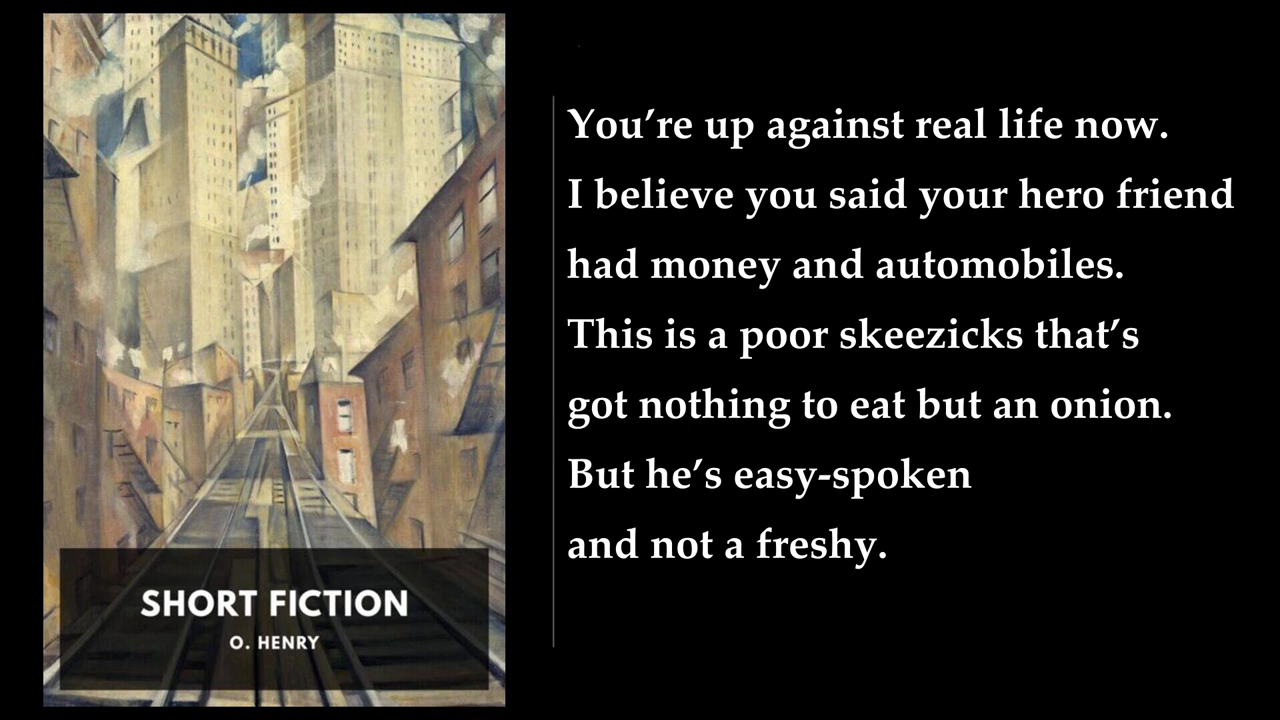 You’re up against real life now.
I believe you said your hero friend
had money and automobiles.
This is a poor skeezicks that’s
got nothing to eat but an onion.
But he’s easy-spoken
and not a freshy.
SHORT FICTION
O. HENRY